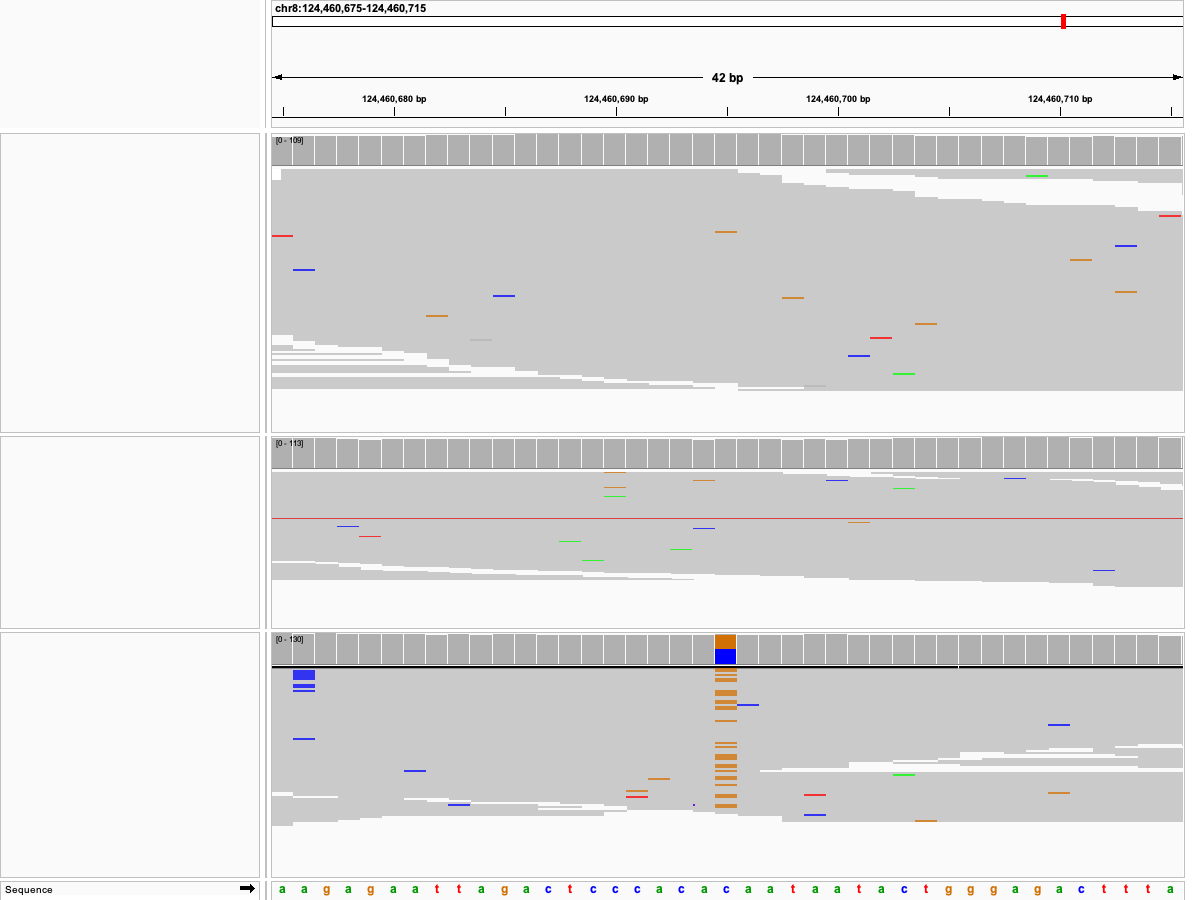 chr8:124,460,675-124,460,715
42 bp
124,460,680 bp 124,460,690 bp 124,460,700 bp 124,460,710 bp
[0 - 109]
[0 - 113]
[0 - 130]
Sequence a a g a g a a t t a g a c t c c c a c a c a a t a a t a c t g g g a g a c t t t a